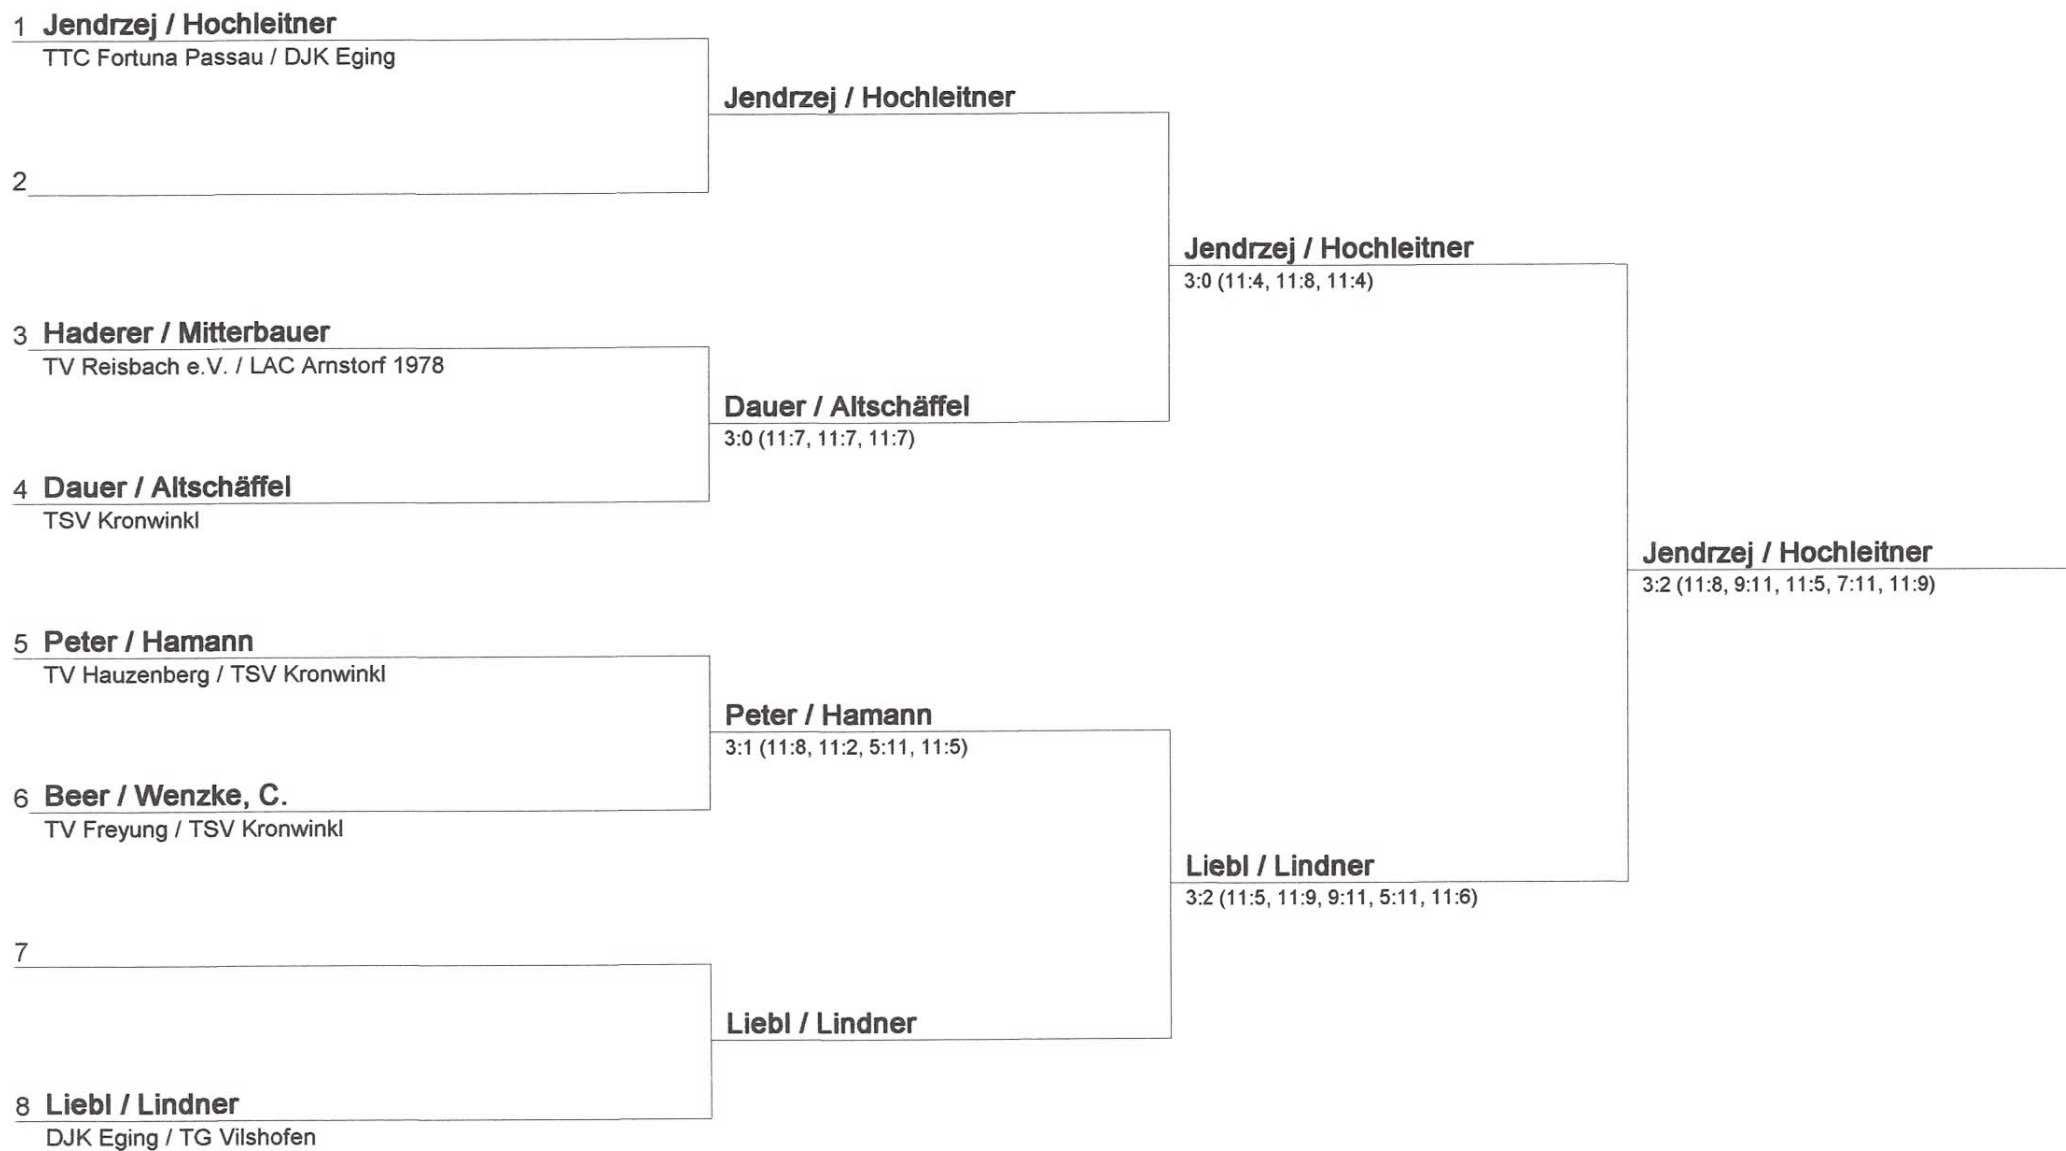 1 Jendrzej / Hochleitner
TTC Fortuna Passau / DJK Eging
Jendrzej / Hochleitner
2
Jendrzej / Hochleitner
3:0 (11:4, 11:8, 11:4)
3 Haderer / Mitterbauer
TV Reisbach e.V. / LAC Arnstorf 1978
Dauer / Altschäffel
3:0 (11:7, 11:7, 11:7)
4 Dauer / Altschäffel
TSV Kronwinkl
Jendrzej / Hochleitner
3:2 (11:8, 9:11, 11:5, 7:11, 11:9)
5 Peter / Hamann
TV Hauzenberg / TSV Kronwinkl
Peter / Hamann
3:1 (11:8, 11:2, 5:11, 11:5)
6 Beer / Wenzke, C.
TV Freyung / TSV Kronwinkl
Liebl / Lindner
3:2 (11:5, 11:9, 9:11, 5:11, 11:6)
7
Liebl / Lindner
8 Liebl / Lindner
DJK Eging / TG Vilshofen